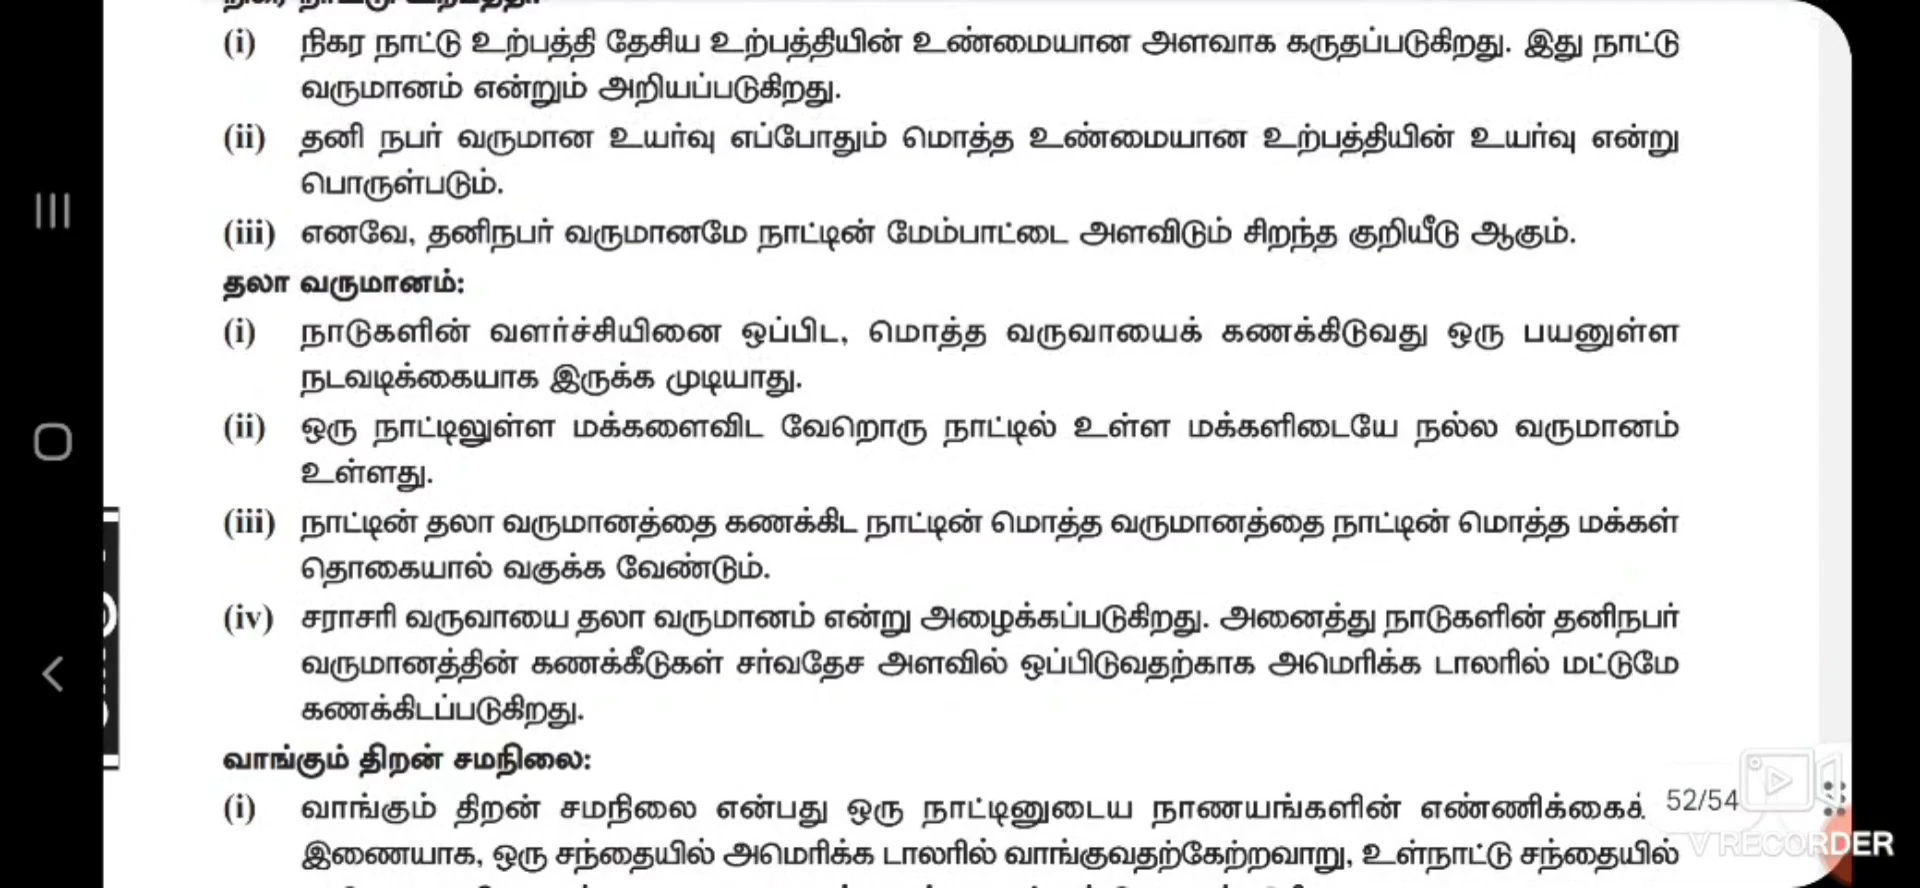 (i) நிகர நாட்டு உற்பத்தி தேசிய உற்பத்தியின் உண்மையான அளவாக கருதப்படுகிறது. இது நாட்டு
வருமானம் என்றும் அறியப்படுகிறது.
(ii) தனி நபர் வருமான உயர்வு எப்போதும் மொத்த உண்மையான உற்பத்தியின் உயர்வு என்று
பொருள்படும்.
(iii) எனவே, தனிநபர் வருமானமே நாட்டின் மேம்பாட்டை அளவிடும் சிறந்த குறியீடு ஆகும்.
தலா வருமானம்:
(i) நாடுகளின் வளர்ச்சியினை ஒப்பிட, மொத்த வருவாயைக் கணக்கிடுவது ஒரு பயனுள்ள
நடவடிக்கையாக இருக்க முடியாது.
(ii) ஒரு நாட்டிலுள்ள மக்களைவிட வேறொரு நாட்டில் உள்ள மக்களிடையே நல்ல வருமானம்
உள்ளது.
(iii) நாட்டின் தலா வருமானத்தை கணக்கிட நாட்டின் மொத்த வருமானத்தை நாட்டின் மொத்த மக்கள்
தொகையால் வகுக்க வேண்டும்.
(iv) சராசரி வருவாயை தலா வருமானம் என்று அழைக்கப்படுகிறது. அனைத்து நாடுகளின் தனிநபர்
வருமானத்தின் கணக்கீடுகள் சர்வதேச அளவில் ஒப்பிடுவதற்காக அமெரிக்க டாலரில் மட்டுமே
கணக்கிடப்படுகிறது.
வாங்கும் திறன் சமநிலை:
(i) வாங்கும் திறன் சமநிலை என்பது ஒரு நாட்டினுடைய நாணயங்களின் எண்ணிக்கைக்
52/54
இணையாக, ஒரு சந்தையில் அமெரிக்க டாலரில் வாங்குவதற்கேற்றவாறு, உள்நாட்டு சந்தையில்
V RECORDER